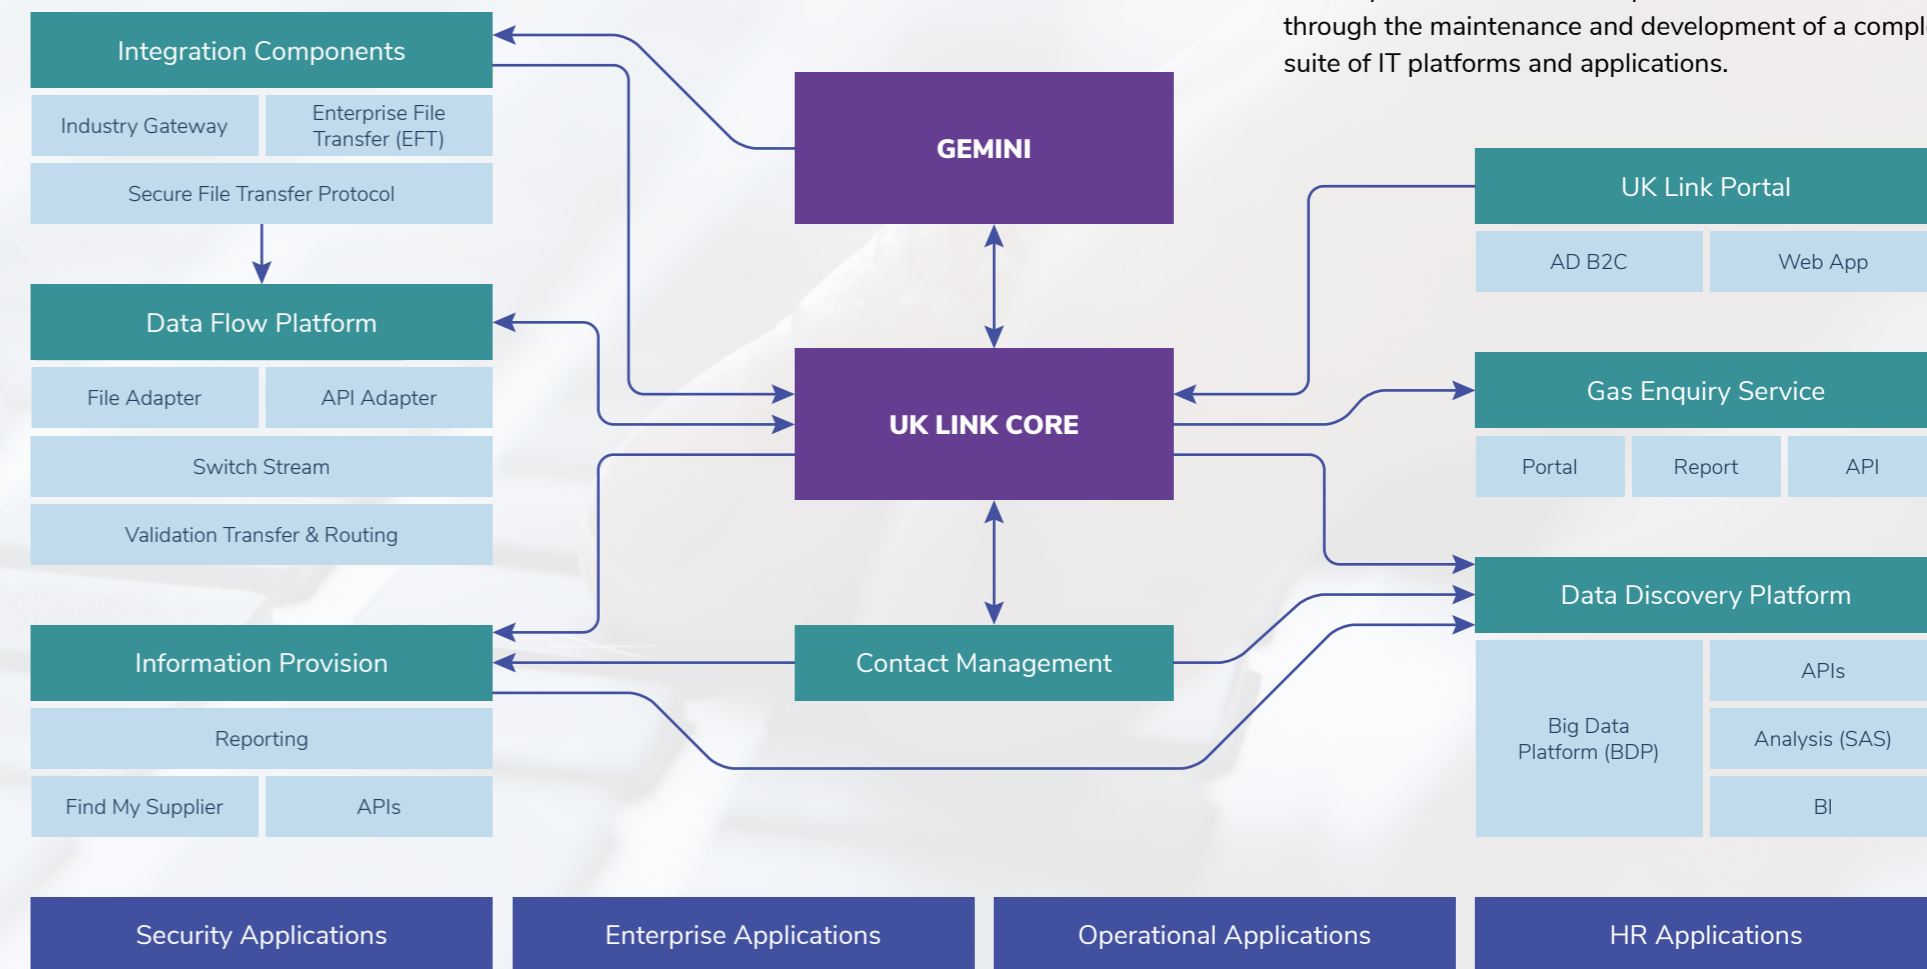 through the maintenance and development of a
suite of IT platforms and applications.
Integration Components
Industry Gateway
Enterprise File
Transfer (EFT)
Secure File Transfer Protocol
GEMINI
UK Link Portal
AD B2C
Web App
Data Flow Platform
File Adapter
API Adapter
Switch Stream
Validation Transfer & Routing
UK LINK CORE
Gas Enquiry Service
Portal
Report
API
Information Provision
Reporting
Find My Supplier
APIs
Contact Management
Data Discovery Platform
Big Data
Platform (BDP)
APIs
Analysis (SAS)
BI
Security Applications
Enterprise Applications
Operational Applications
HR Applications